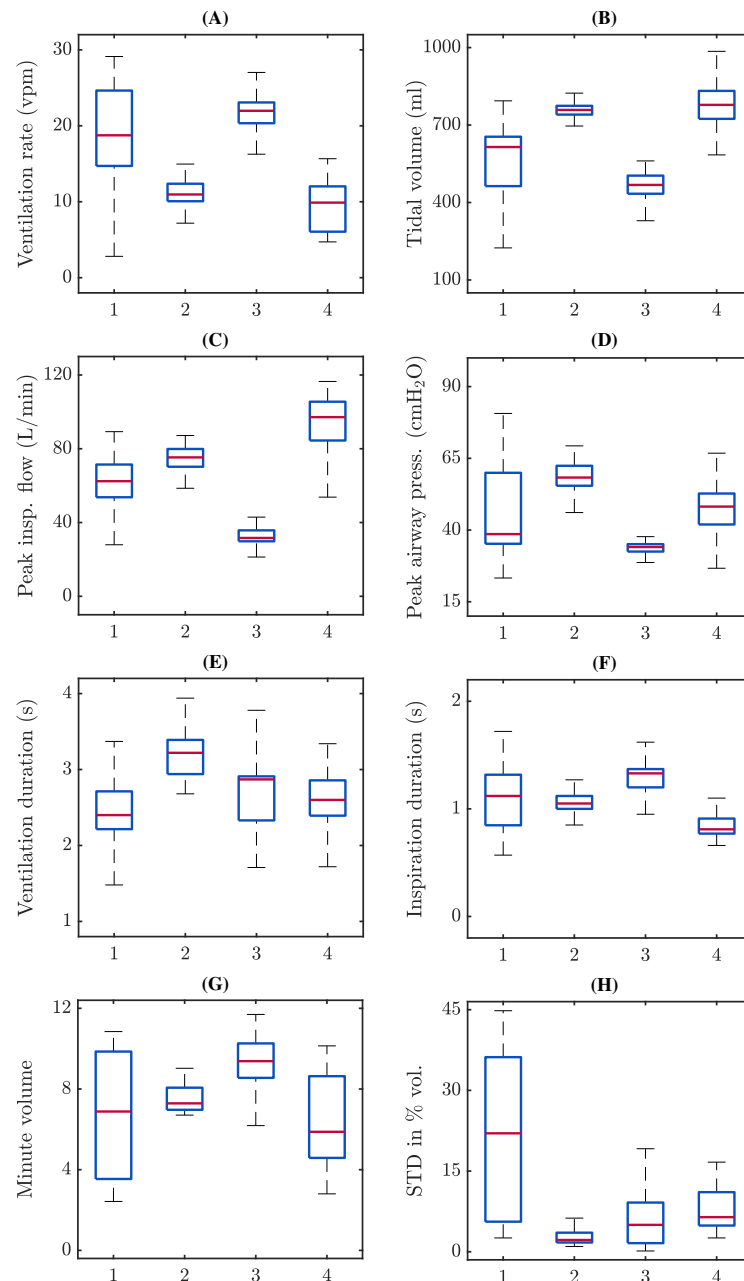 (A)
Ventilation rate (vpm)
30
20
10
0
1 2 3 4
(B)
Tidal volume (ml)
1000
700
400
100
1 2 3 4
(C)
Peak insp. flow (L/min)
120
80
40
0
1 2 3 4
(D)
Peak airway press. (cmH₂O)
90
65
40
15
1 2 3 4
(E)
Ventilation duration (s)
4
3
2
1
1 2 3 4
(F)
Inspiration duration (s)
2
1
0
1 2 3 4
(G)
Minute volume
12
8
4
0
1 2 3 4
(H)
STD in % vol.
45
30
15
0
1 2 3 4